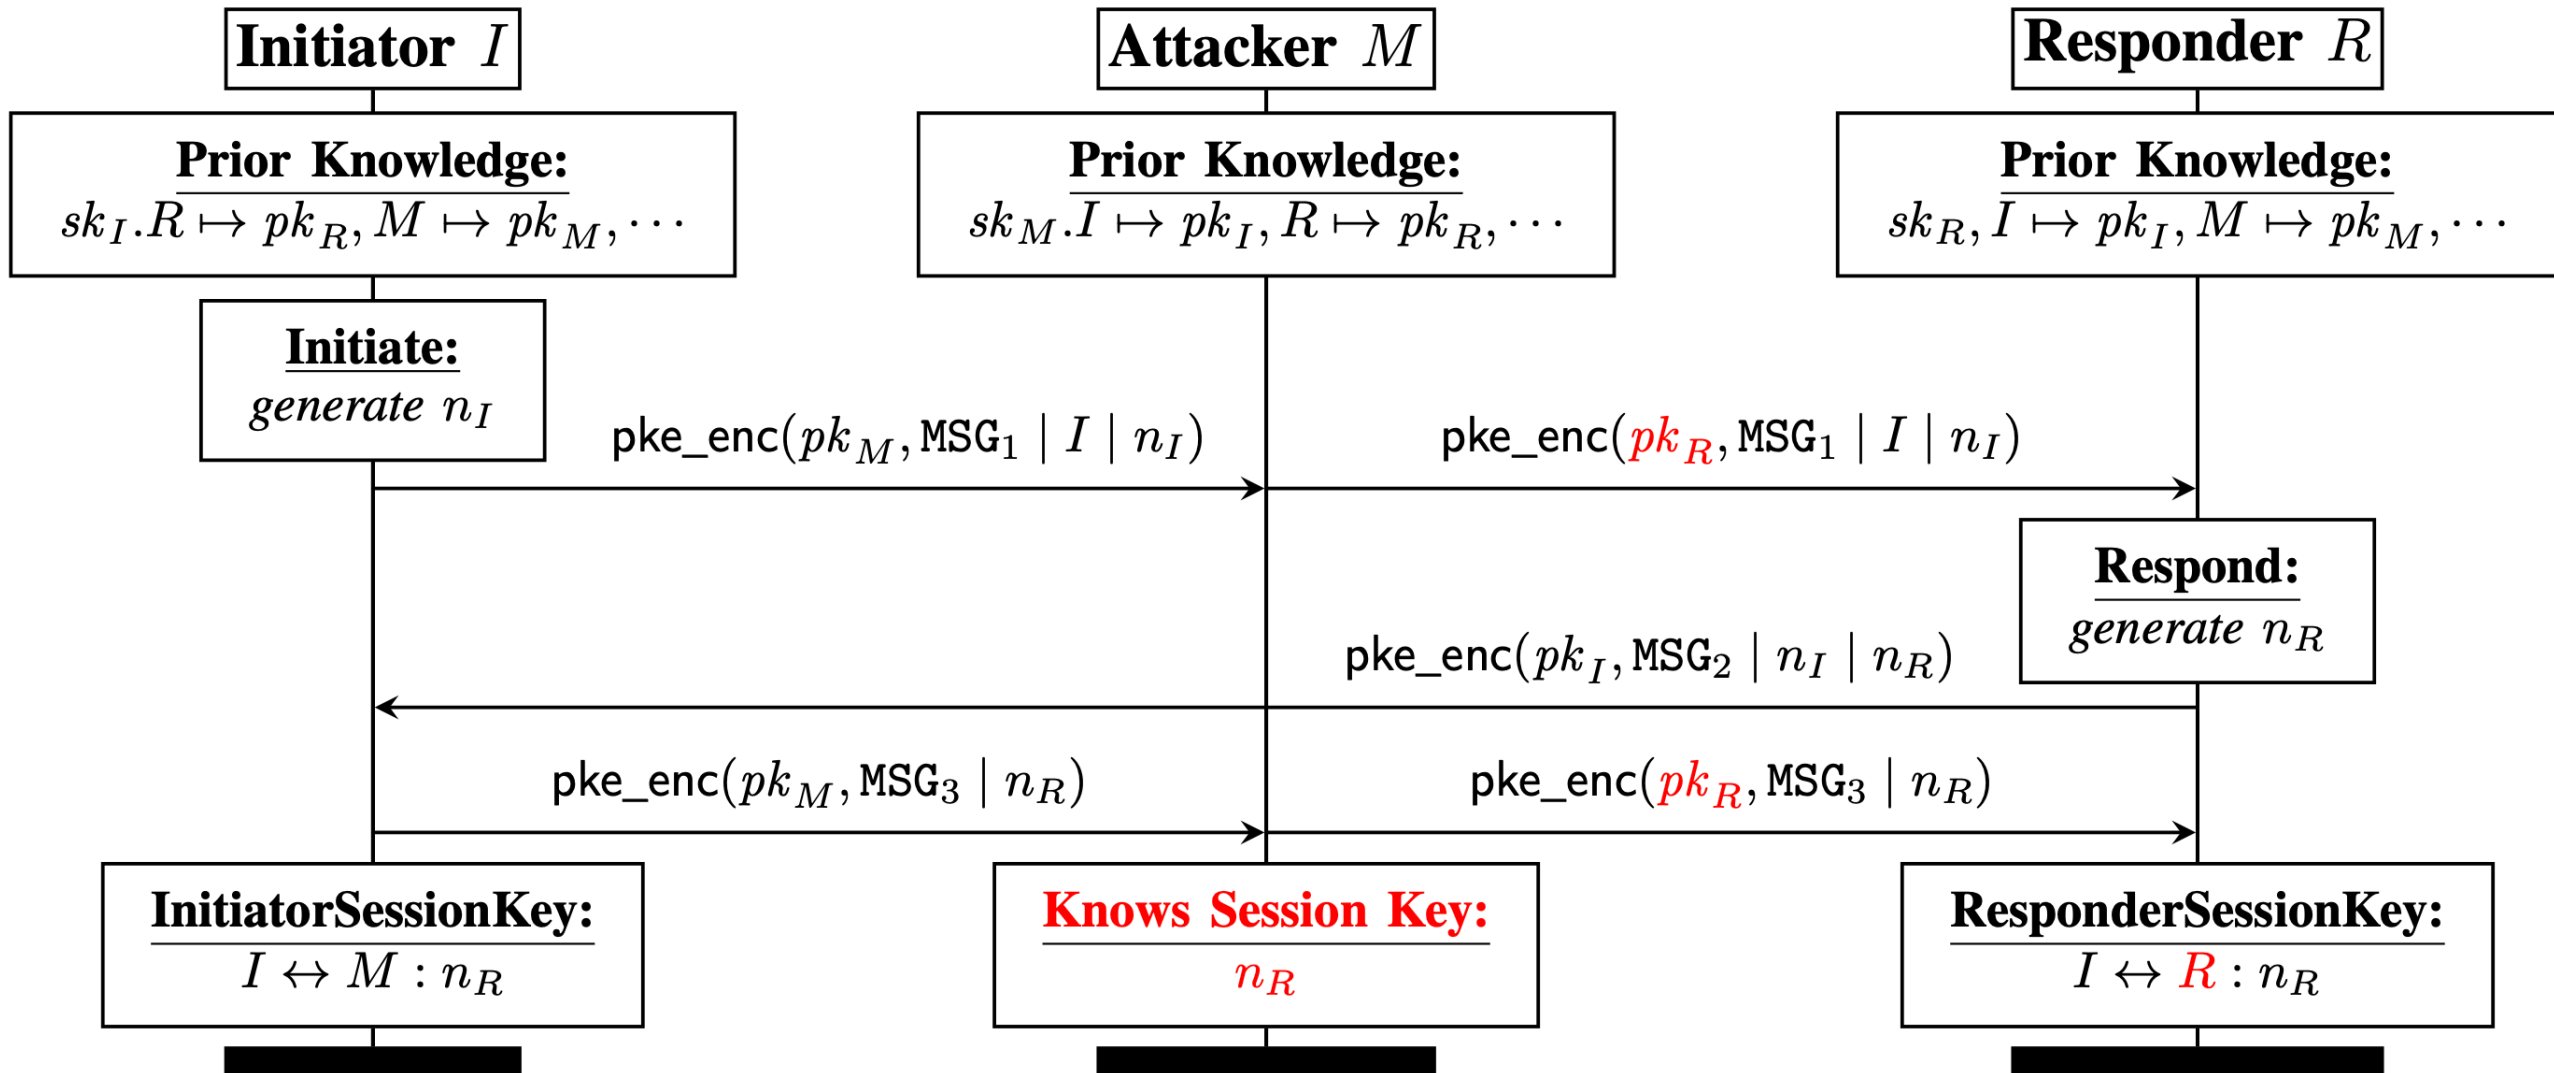 Initiator I
Attacker M
Responder R
Prior Knowledge:
sk_I.R ↦ pk_R, M ↦ pk_M, ⋯
Prior Knowledge:
sk_M.I ↦ pk_I, R ↦ pk_R, ⋯
Prior Knowledge:
sk_R, I ↦ pk_I, M ↦ pk_M, ⋯
Initiate:
generate n_I
pke_enc(pk_M, MSG₁ | I | n_I)
pke_enc(pk_R, MSG₁ | I | n_I)
Respond:
generate n_R
pke_enc(pk_I, MSG₂ | n_I | n_R)
pke_enc(pk_M, MSG₃ | n_R)
pke_enc(pk_R, MSG₃ | n_R)
InitiatorSessionKey:
I ↔ M : n_R
Knows Session Key:
n_R
ResponderSessionKey:
I ↔ R : n_R